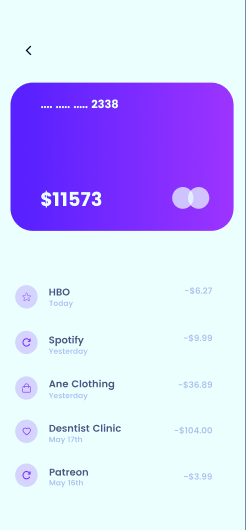 .... ..... ..... 2338
$11573
HBO
-$6.27
Today
Spotify
-$9.99
Yesterday
Ane Clothing
-$36.89
Yesterday
Desntist Clinic
-$104.00
May 17th
Patreon
-$3.99
May 16th